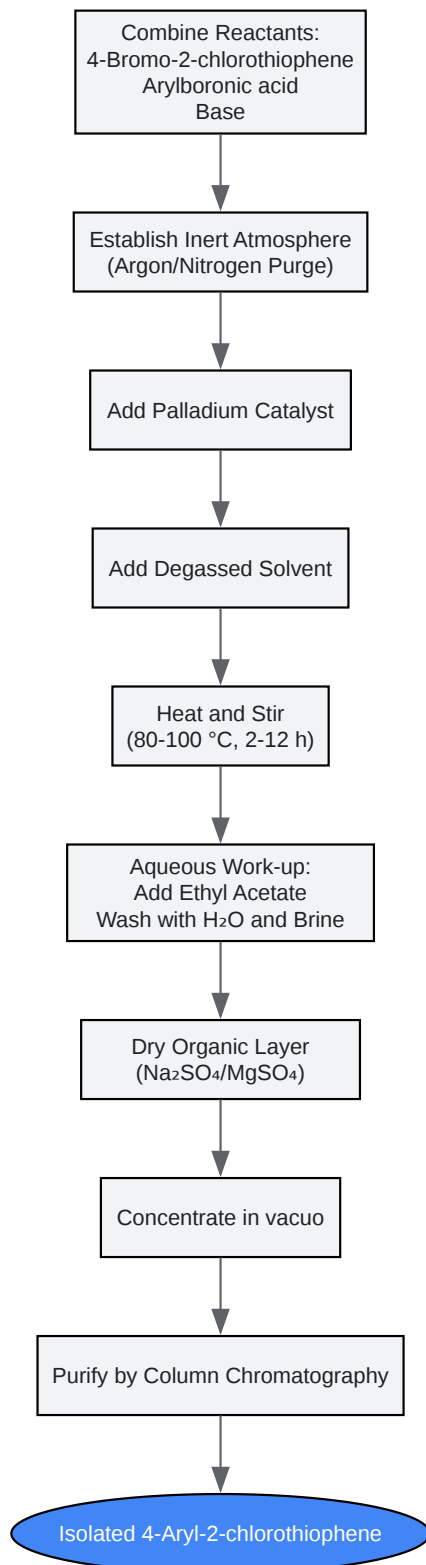 Combine Reactants:
4-Bromo-2-chlorothiophene
Arylboronic acid
Base
Establish Inert Atmosphere
(Argon/Nitrogen Purge)
Add Palladium Catalyst
Add Degassed Solvent
Heat and Stir
(80-100 °C, 2-12 h)
Aqueous Work-up:
Add Ethyl Acetate
Wash with H₂O and Brine
Dry Organic Layer
(Na₂SO₄/MgSO₄)
Concentrate in vacuo
Purify by Column Chromatography
Isolated 4-Aryl-2-chlorothiophene